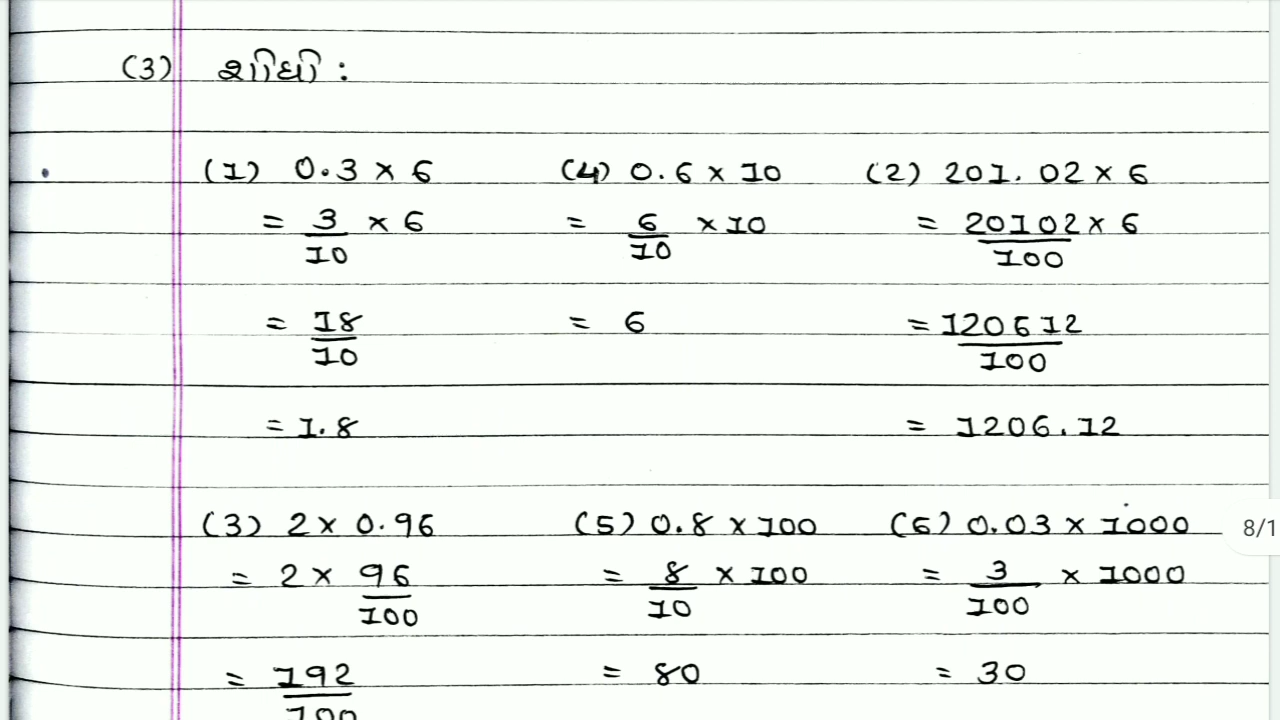 (3) શોધો :
(1) 0.3 × 6 (4) 0.6 × 10 (2) 201.02 × 6
= 3/10 × 6 = 6/10 × 10 = 20102/100 × 6
= 18/10 = 6 = 120612/100
= 1.8 = 1206.12
(3) 2 × 0.96 (5) 0.8 × 100 (6) 0.03 × 1000 8/1
= 2 × 96/100 = 8/10 × 100 = 3/100 × 1000
= 192/100 = 80 = 30